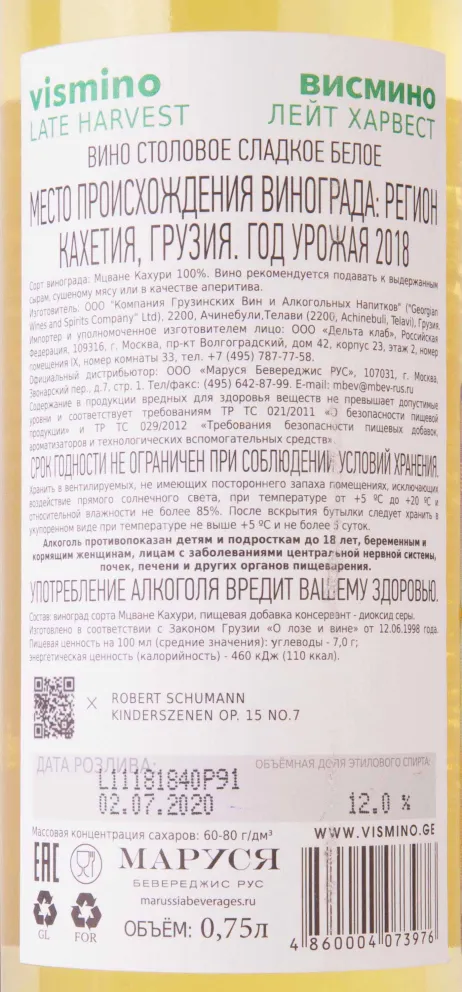 vismino ВИСМИНО
LATE HARVEST ЛЕЙТ ХАРВЕСТ
ВИНО СТОЛОВОЕ СЛАДКОЕ БЕЛОЕ
МЕСТО ПРОИСХОЖДЕНИЯ ВИНОГРАДА: РЕГИОН
КАХЕТИЯ, ГРУЗИЯ. ГОД УРОЖАЯ 2018
Сорт винограда: Мцване Кахури 100%. Вино рекомендуется подавать к выдержанным
сырам, сушеному мясу или в качестве аперитива.
Изготовитель: ООО "Компания Грузинских Вин и Алкогольных Напитков" ("Georgian
Wines and Spirits Company" Ltd). 2200, Ачинебули,Телави (2200, Achinebuli, Telavi), Грузия.
Импортер и уполномоченное изготовителем лицо: ООО «Дельта клаб», Российская
Федерация, 109316, г. Москва, пр-кт Волгоградский, дом 42, корпус 23, этаж 2, номер
помещения IX, номер комнаты 33, тел. +7 (495) 787-77-58.
Официальный дистрибьютор: ООО «Маруся Бевереджис РУС», 107031, г. Москва,
Звонарский пер., д.7, стр. 1. Тел/факс: (495) 642-87-99. E-mail: mbev@mbev-rus.ru
Содержание в продукции вредных для здоровья веществ не превышает допустимые
уровни и соответствует требованиям ТР ТС 021/2011 «О безопасности пищевой
продукции» и ТР ТС 029/2012 «Требования безопасности пищевых добавок,
ароматизаторов и технологических вспомогательных средств».
СРОК ГОДНОСТИ НЕ ОГРАНИЧЕН ПРИ СОБЛЮДЕНИИ УСЛОВИЙ ХРАНЕНИЯ.
Хранить в вентилируемых, не имеющих постороннего запаха помещениях, исключающих
воздействие прямого солнечного света, при температуре от +5 ºС до +20 ºС и
относительной влажности не более 85%. После вскрытия бутылки следует хранить в
укупоренном виде при температуре не выше +5 ºС и не более 3 суток.
Алкоголь противопоказан детям и подросткам до 18 лет, беременным и
кормящим женщинам, лицам с заболеваниями центральной нервной системы,
почек, печени и других органов пищеварения.
УПОТРЕБЛЕНИЕ АЛКОГОЛЯ ВРЕДИТ ВАШЕМУ ЗДОРОВЬЮ.
Состав: виноград сорта Мцване Кахури, пищевая добавка консервант - диоксид серы.
Изготовлено в соответствии с Законом Грузии «О лозе и вине» от 12.06.1998 года.
Пищевая ценность на 100 мл (средние значения): углеводы - 7,0 г;
энергетическая ценность (калорийность) - 460 кДж (110 ккал).
× ROBERT SCHUMANN
KINDERSZENEN OP. 15 NO.7
ДАТА РОЗЛИВА: ОБЪЁМНАЯ ДОЛЯ ЭТИЛОВОГО СПИРТА:
L11181840P91
02.07.2020 12.0 %
Массовая концентрация сахаров: 60-80 г/дм³ WWW.VISMINO.GE
EAC МАРУСЯ
БЕВЕРЕДЖИС РУС
marussiabeverages.ru
GL FOR ОБЪЁМ: 0,75л
4 860004 073976